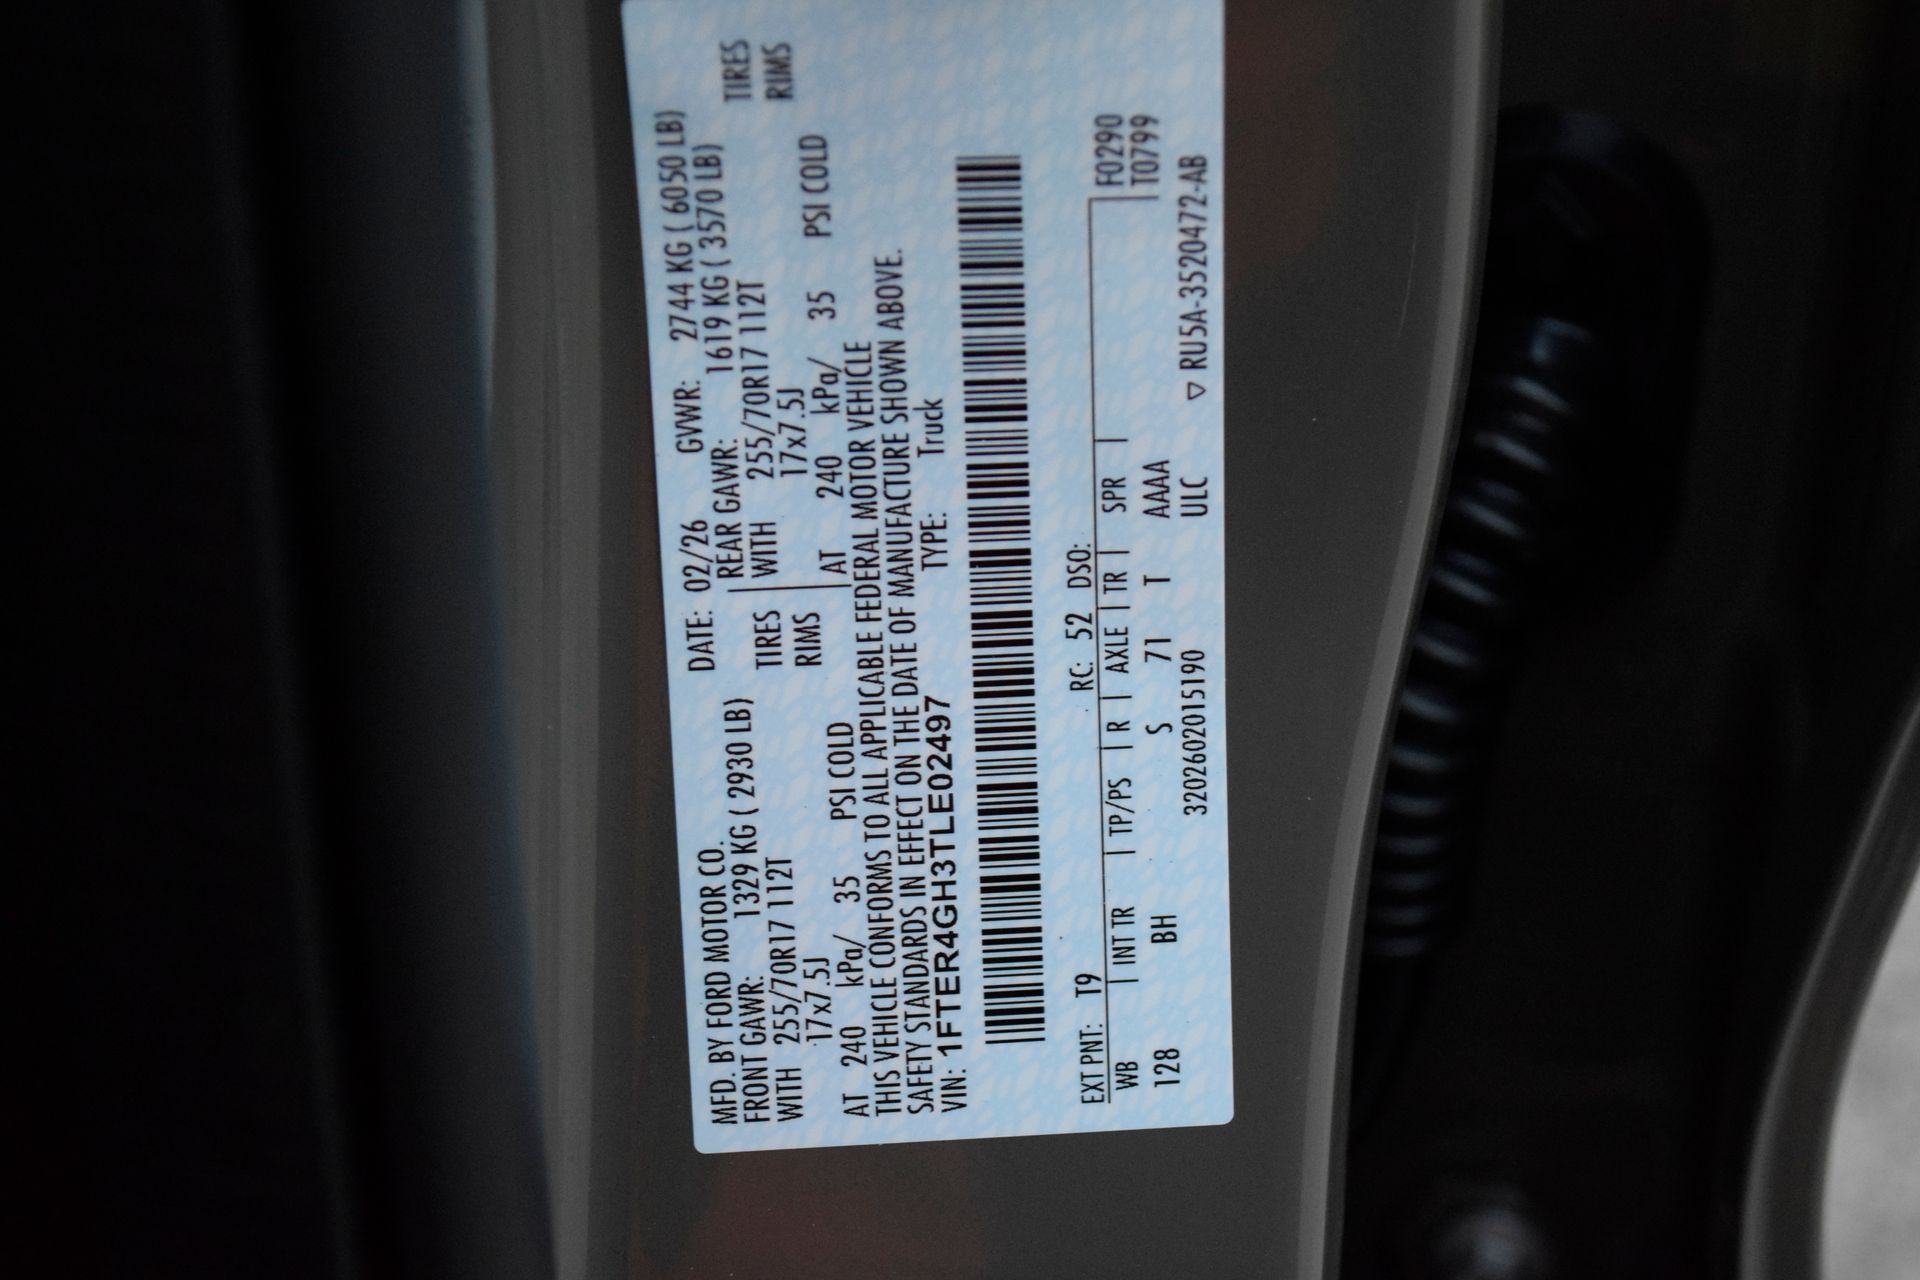 MFD. BY FORD MOTOR CO. DATE: 02/26 GVWR: 2744 KG ( 6050 LB)
FRONT GAWR: 1329 KG ( 2930 LB) REAR GAWR: 1619 KG ( 3570 LB)
WITH 255/70R17 112T TIRES WITH 255/70R17 112T TIRES
17x7.5J RIMS 17x7.5J RIMS
AT 240 kPa/ 35 PSI COLD AT 240 kPa/ 35 PSI COLD
THIS VEHICLE CONFORMS TO ALL APPLICABLE FEDERAL MOTOR VEHICLE
SAFETY STANDARDS IN EFFECT ON THE DATE OF MANUFACTURE SHOWN ABOVE.
VIN: 1FTER4GH3TLE02497 TYPE: Truck
EXT PNT: T9 RC: 52 DSO: F0290
WB | INT TR | TP/PS | R | AXLE | TR | SPR | T0799
128 BH S 71 T AAAA
3202602015190 ULC ▽ RU5A-3520472-AB